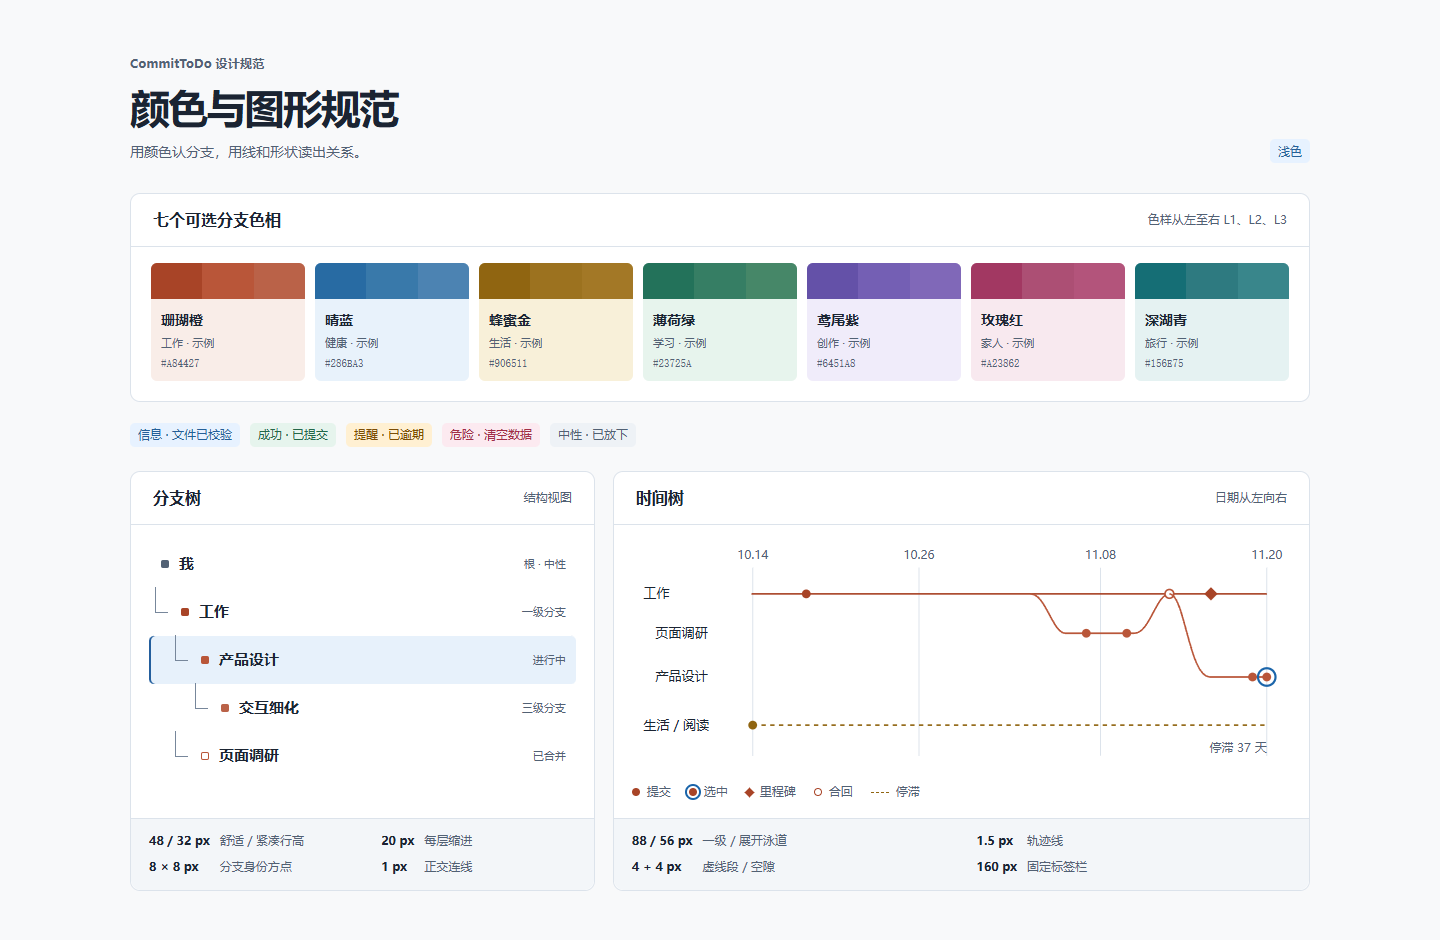 CommitToDo 设计规范
颜色与图形规范
用颜色认分支，用线和形状读出关系。
浅色
七个可选分支色相
色样从左至右 L1、L2、L3
珊瑚橙
工作 · 示例
#A84427
晴蓝
健康 · 示例
#286BA3
蜂蜜金
生活 · 示例
#906511
薄荷绿
学习 · 示例
#23725A
鸢尾紫
创作 · 示例
#6451A8
玫瑰红
家人 · 示例
#A23862
深湖青
旅行 · 示例
#156E75
信息 · 文件已校验
成功 · 已提交
提醒 · 已逾期
危险 · 清空数据
中性 · 已放下
分支树
结构视图
我
根 · 中性
工作
一级分支
产品设计
进行中
交互细化
三级分支
页面调研
已合并
48 / 32 px 舒适 / 紧凑行高
20 px 每层缩进
8 × 8 px 分支身份方点
1 px 正交连线
时间树
日期从左向右
10.14
10.26
11.08
11.20
工作
页面调研
产品设计
生活 / 阅读
停滞 37 天
提交
选中
里程碑
合回
停滞
88 / 56 px 一级 / 展开泳道
1.5 px 轨迹线
4 + 4 px 虚线段 / 空隙
160 px 固定标签栏